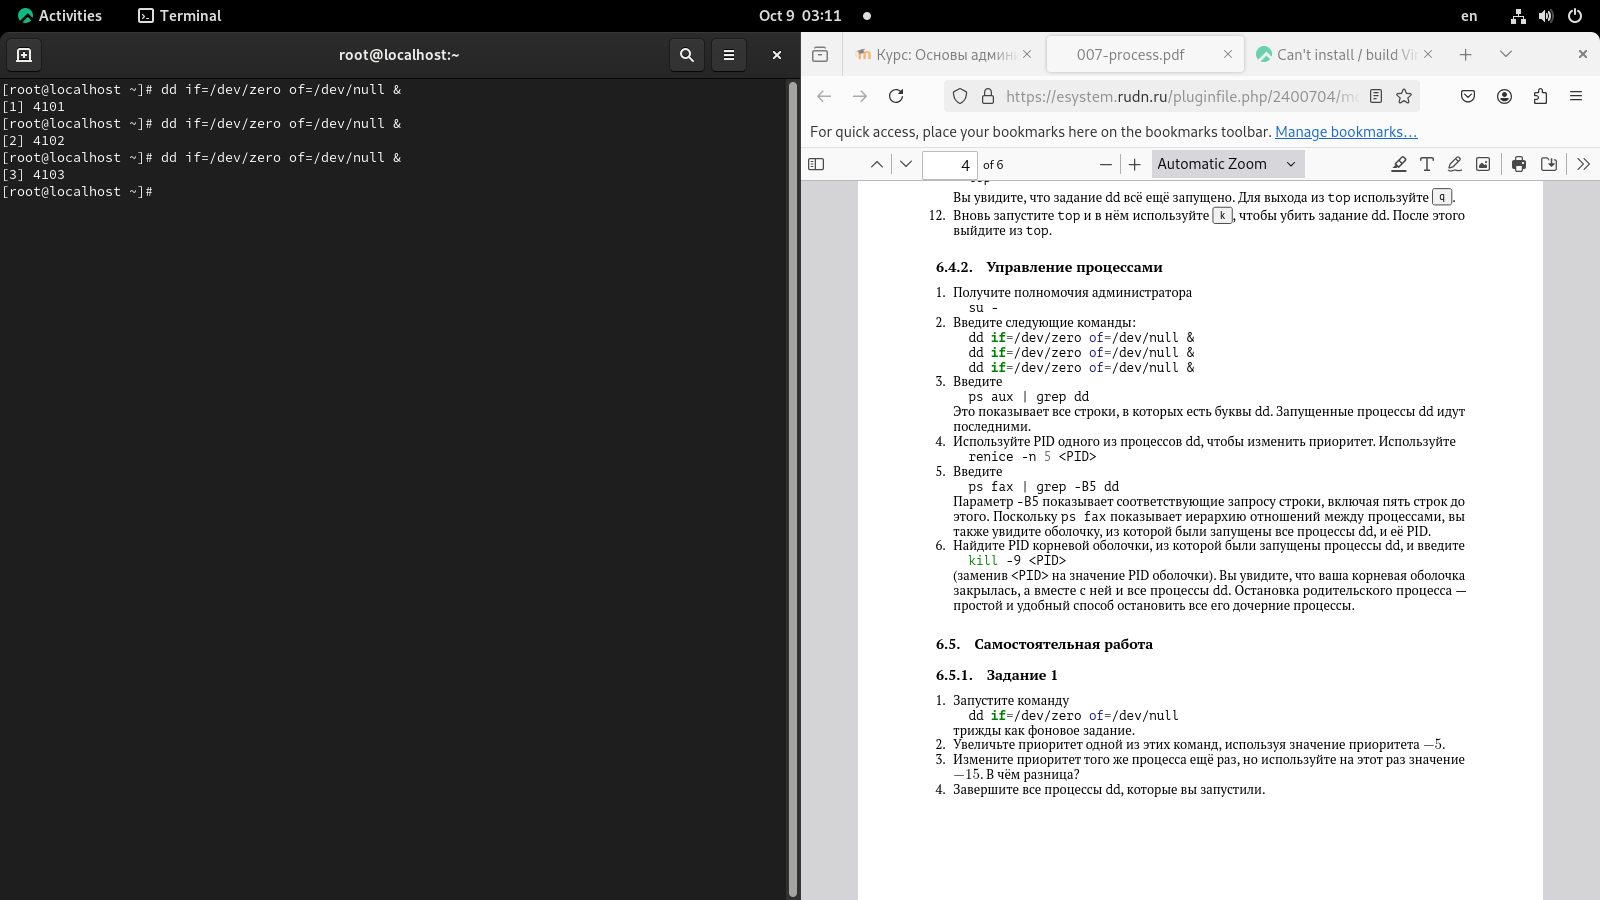 Activities
Terminal
Oct 9 03:11
en
root@localhost:~
[root@localhost ~]# dd if=/dev/zero of=/dev/null &
[1] 4101
[root@localhost ~]# dd if=/dev/zero of=/dev/null &
[2] 4102
[root@localhost ~]# dd if=/dev/zero of=/dev/null &
[3] 4103
[root@localhost ~]#
Курс: Основы админи
007-process.pdf
Can't install / build Vir
https://esystem.rudn.ru/pluginfile.php/2400704/mo
For quick access, place your bookmarks here on the bookmarks toolbar. Manage bookmarks…
4 of 6
Automatic Zoom
Вы увидите, что задание dd всё ещё запущено. Для выхода из top используйте q .
12. Вновь запустите top и в нём используйте k , чтобы убить задание dd. После этого
выйдите из top.
6.4.2. Управление процессами
1. Получите полномочия администратора
su -
2. Введите следующие команды:
dd if=/dev/zero of=/dev/null &
dd if=/dev/zero of=/dev/null &
dd if=/dev/zero of=/dev/null &
3. Введите
ps aux | grep dd
Это показывает все строки, в которых есть буквы dd. Запущенные процессы dd идут
последними.
4. Используйте PID одного из процессов dd, чтобы изменить приоритет. Используйте
renice -n 5 <PID>
5. Введите
ps fax | grep -B5 dd
Параметр -B5 показывает соответствующие запросу строки, включая пять строк до
этого. Поскольку ps fax показывает иерархию отношений между процессами, вы
также увидите оболочку, из которой были запущены все процессы dd, и её PID.
6. Найдите PID корневой оболочки, из которой были запущены процессы dd, и введите
kill -9 <PID>
(заменив <PID> на значение PID оболочки). Вы увидите, что ваша корневая оболочка
закрылась, а вместе с ней и все процессы dd. Остановка родительского процесса —
простой и удобный способ остановить все его дочерние процессы.
6.5. Самостоятельная работа
6.5.1. Задание 1
1. Запустите команду
dd if=/dev/zero of=/dev/null
трижды как фоновое задание.
2. Увеличьте приоритет одной из этих команд, используя значение приоритета −5.
3. Измените приоритет того же процесса ещё раз, но используйте на этот раз значение
−15. В чём разница?
4. Завершите все процессы dd, которые вы запустили.